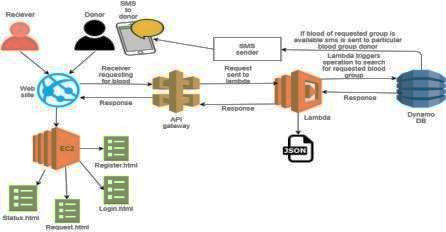 Reciever
Donor
SMS
to
donor
SMS
sender
If blood of requested group is
available sms is sent to particular
blood group donor
Lambda triggers
operation to search
for requested blood
group
Receiver
requesting
for blood
Request
sent to
lambda
Web
site
Response
API
gateway
Response
Lambda
Response
Dynamo
DB
JSON
EC2
Register.html
Login.html
Status.html
Request.html